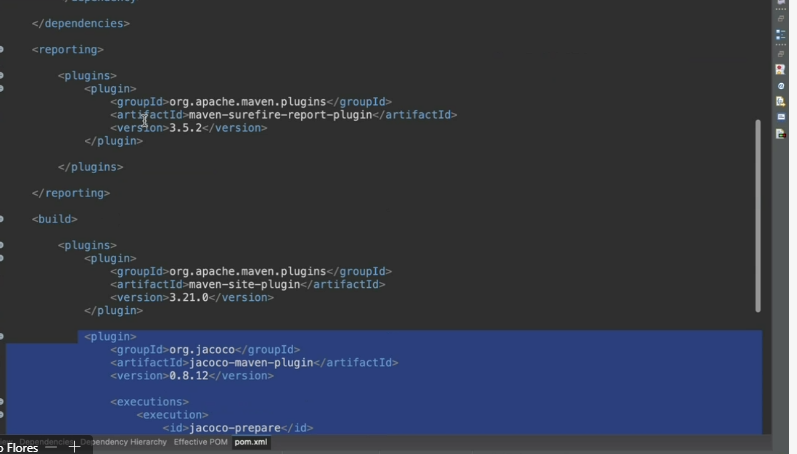 </dependency>
</dependencies>
<reporting>
<plugins>
<plugin>
<groupId>org.apache.maven.plugins</groupId>
<artifactId>maven-surefire-report-plugin</artifactId>
<version>3.5.2</version>
</plugin>
</plugins>
</reporting>
<build>
<plugins>
<plugin>
<groupId>org.apache.maven.plugins</groupId>
<artifactId>maven-site-plugin</artifactId>
<version>3.21.0</version>
</plugin>
<plugin>
<groupId>org.jacoco</groupId>
<artifactId>jacoco-maven-plugin</artifactId>
<version>0.8.12</version>
<executions>
<execution>
<id>jacoco-prepare</id>
Dependencies Dependency Hierarchy Effective POM pom.xml
Flores